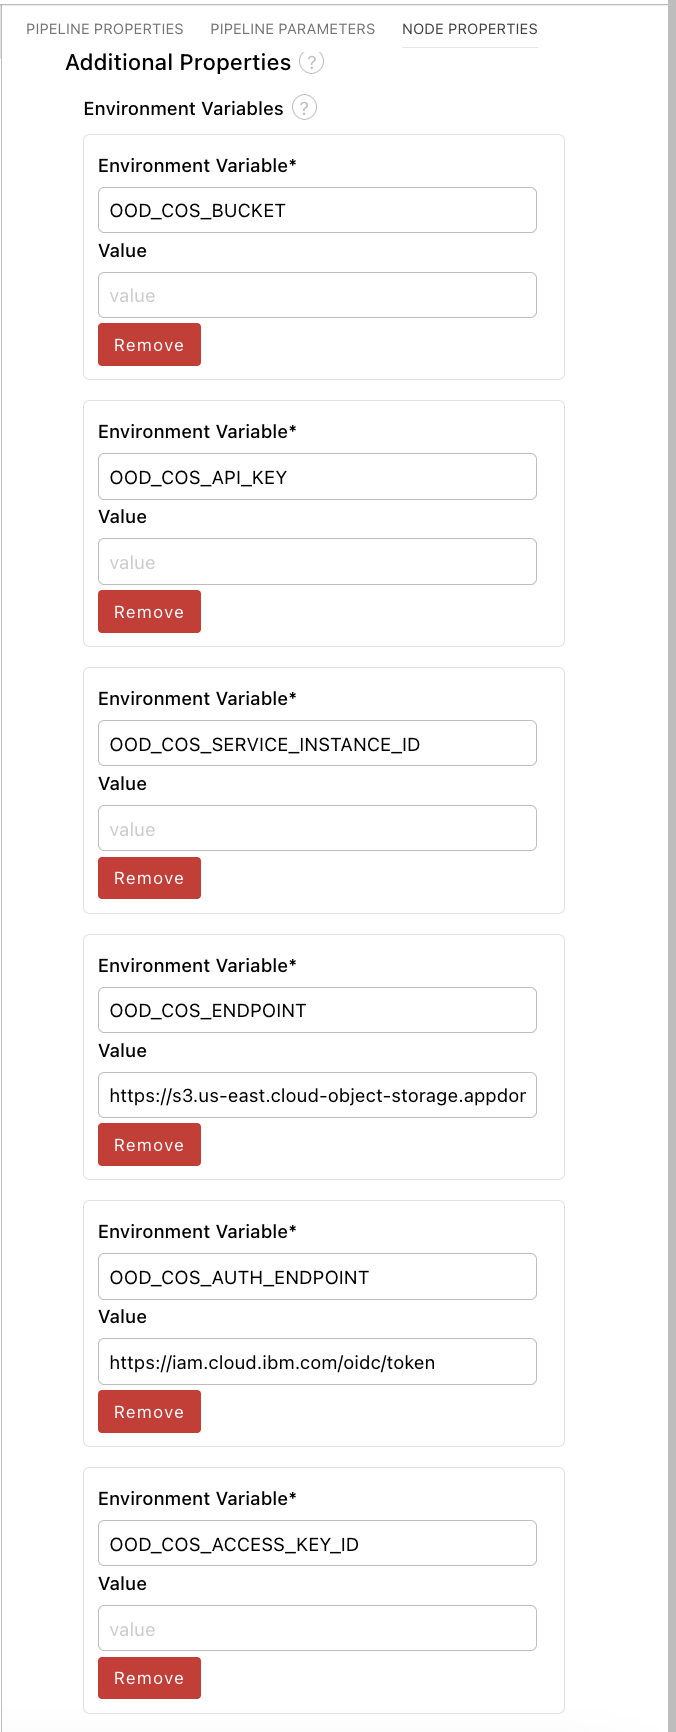 PIPELINE PROPERTIES PIPELINE PARAMETERS NODE PROPERTIES
Additional Properties ?
Environment Variables ?
Environment Variable*
OOD_COS_BUCKET
Value
value
Remove
Environment Variable*
OOD_COS_API_KEY
Value
value
Remove
Environment Variable*
OOD_COS_SERVICE_INSTANCE_ID
Value
value
Remove
Environment Variable*
OOD_COS_ENDPOINT
Value
https://s3.us-east.cloud-object-storage.appdor
Remove
Environment Variable*
OOD_COS_AUTH_ENDPOINT
Value
https://iam.cloud.ibm.com/oidc/token
Remove
Environment Variable*
OOD_COS_ACCESS_KEY_ID
Value
value
Remove